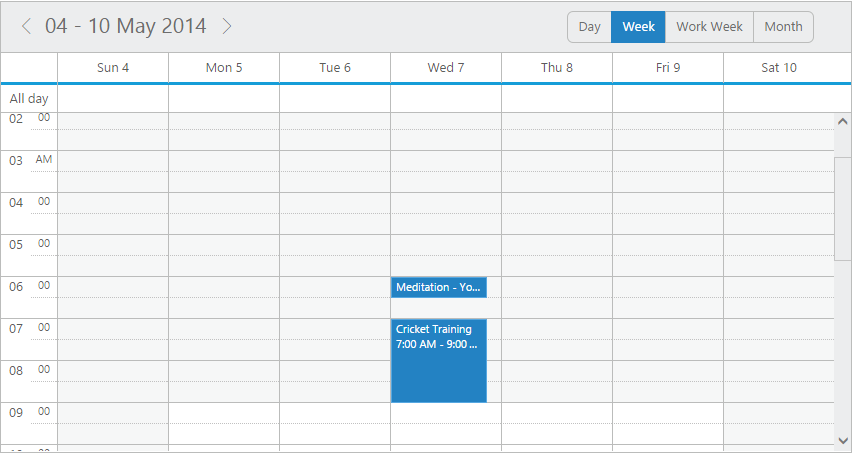 04 - 10 May 2014 Day Week Work Week Month
Sun 4 Mon 5 Tue 6 Wed 7 Thu 8 Fri 9 Sat 10
All day
02 00
03 AM
04 00
05 00
06 00 Meditation - Yo...
07 00 Cricket Training
7:00 AM - 9:00 ...
08 00
09 00